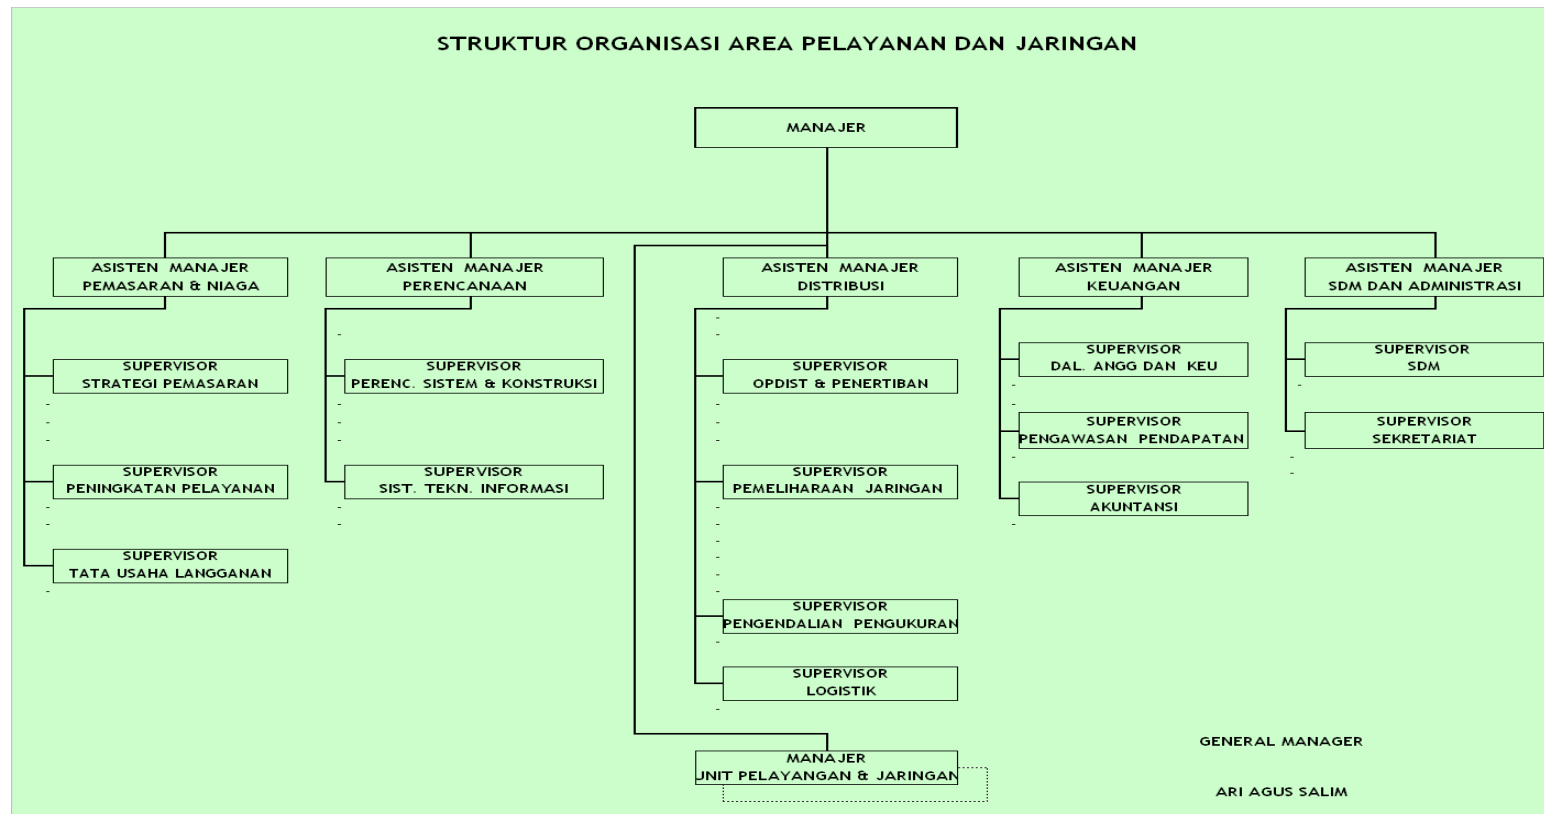 STRUKTUR ORGANISASI AREA PELAYANAN DAN JARINGAN
MANAJER
ASISTEN MANAJER
PEMASARAN & NIAGA
ASISTEN MANAJER
PERENCANAAN
ASISTEN MANAJER
DISTRIBUSI
ASISTEN MANAJER
KEUANGAN
ASISTEN MANAJER
SDM DAN ADMINISTRASI
SUPERVISOR
STRATEGI PEMASARAN
SUPERVISOR
PENINGKATAN PELAYANAN
SUPERVISOR
TATA USAHA LANGGANAN
SUPERVISOR
PERENC. SISTEM & KONSTRUKSI
SUPERVISOR
SIST. TEKN. INFORMASI
SUPERVISOR
OPDIST & PENERTIBAN
SUPERVISOR
PEMELIHARAAN JARINGAN
SUPERVISOR
PENGENDALIAN PENGUKURAN
SUPERVISOR
LOGISTIK
SUPERVISOR
DAL. ANGG DAN KEU
SUPERVISOR
PENGAWASAN PENDAPATAN
SUPERVISOR
AKUNTANSI
SUPERVISOR
SDM
SUPERVISOR
SEKRETARIAT
MANAJER
UNIT PELAYANGAN & JARINGAN
GENERAL MANAGER
ARI AGUS SALIM